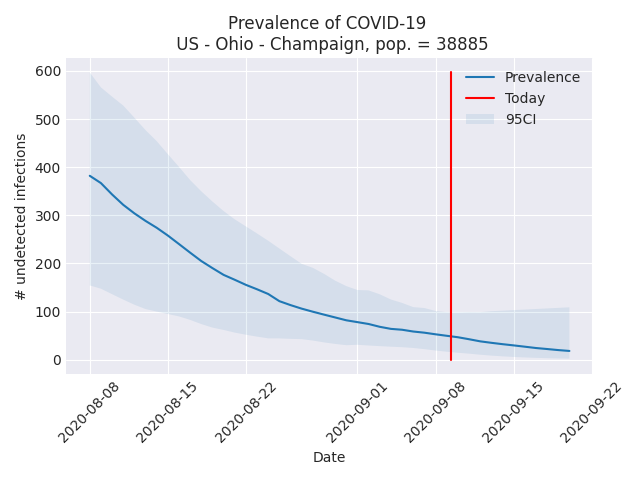 Prevalence of COVID-19
US - Ohio - Champaign, pop. = 38885
600
500
400
300
200
100
0
# undetected infections
Prevalence
Today
95CI
2020-08-08
2020-08-15
2020-08-22
2020-09-01
2020-09-08
2020-09-15
2020-09-22
Date